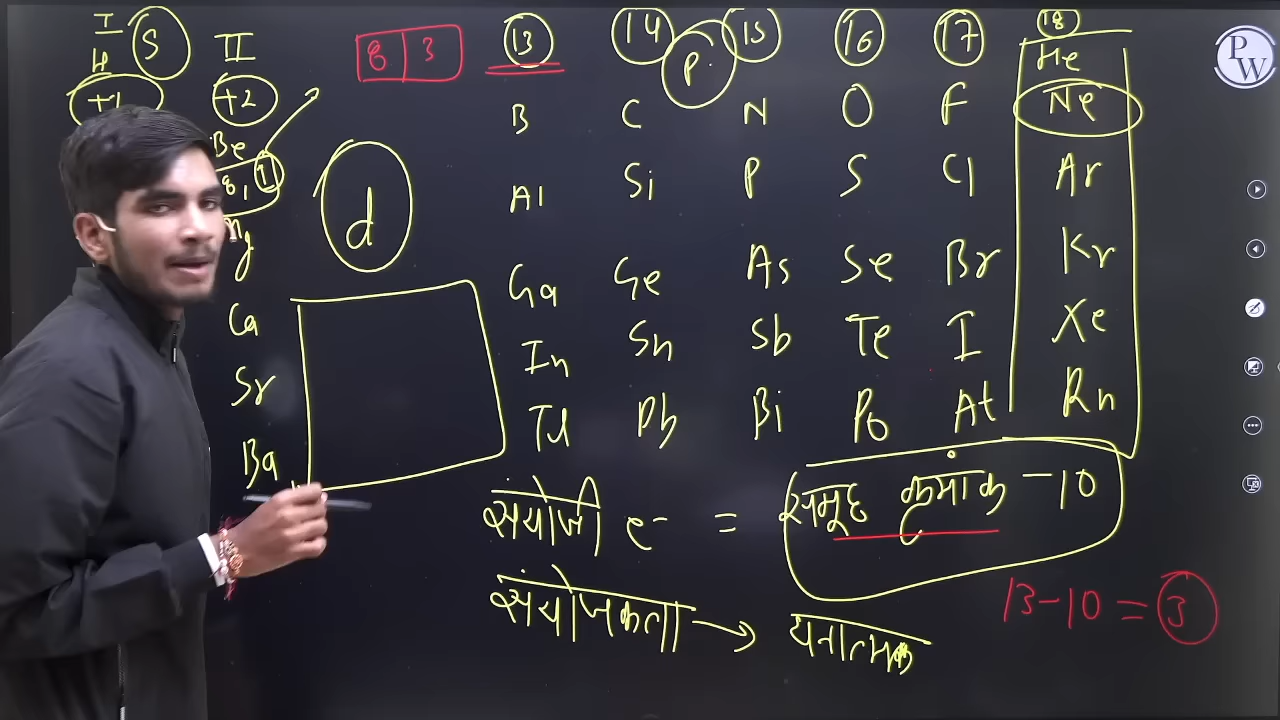 I S II 8 3 13 14 P 15 16 17 18 PW
H He
+1 +2 B C N O F Ne
Be
8, d Al Si P S Cl Ar
Mg Ga Ge As Se Br Kr
Ca In Sn Sb Te I Xe
Sr Tl Pb Bi Po At Rn
Ba
संयोजी e- = समूह क्रमांक -10
13-10 = 3
संयोजकता → धनात्मक